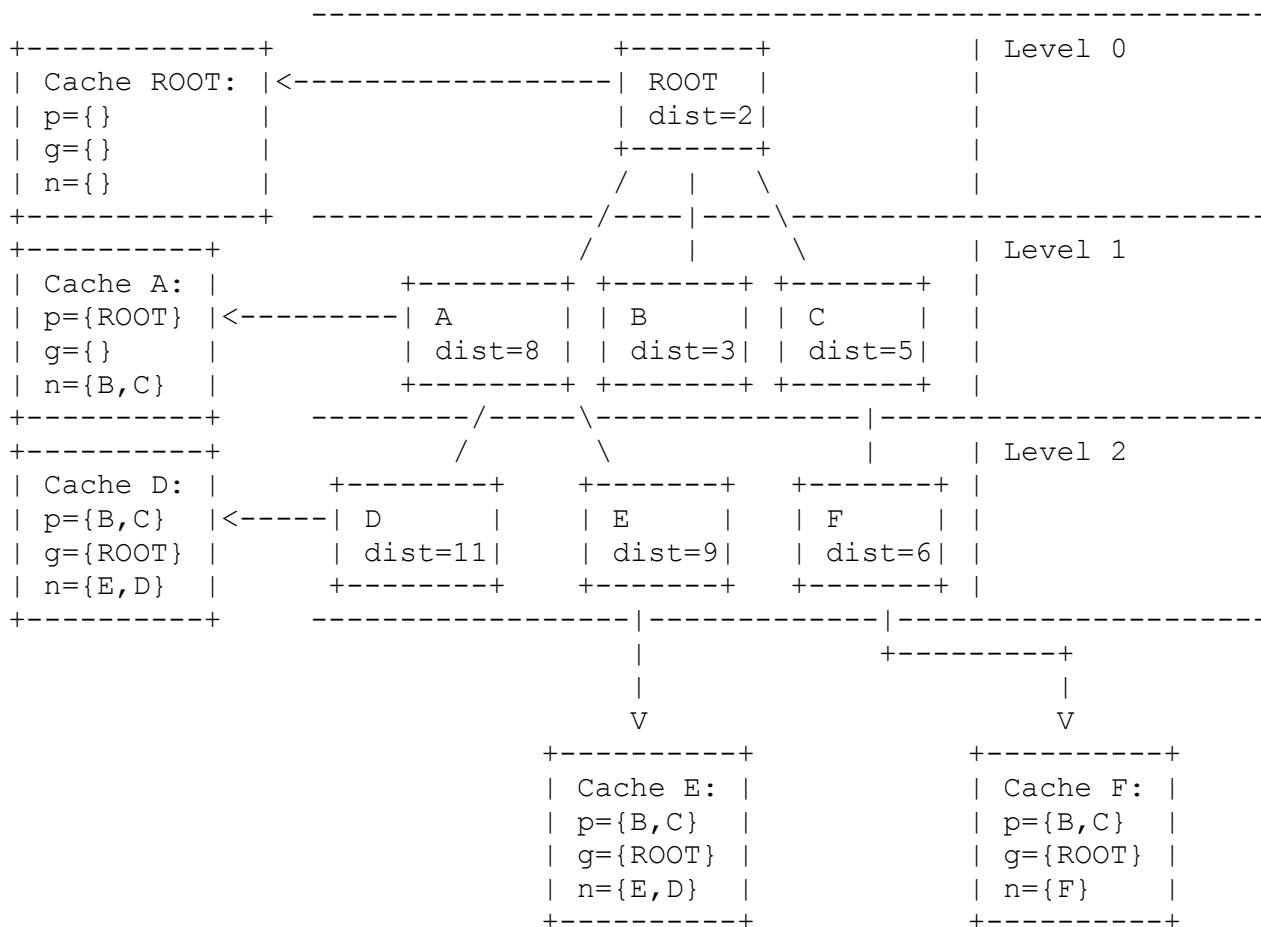 Level 0
Cache ROOT:
p={}
g={}
n={}
ROOT
dist=2
Level 1
Cache A:
p={ROOT}
g={}
n={B,C}
A
dist=8
B
dist=3
C
dist=5
Level 2
Cache D:
p={B,C}
g={ROOT}
n={E,D}
D
dist=11
E
dist=9
F
dist=6
V
V
Cache E:
p={B,C}
g={ROOT}
n={E,D}
Cache F:
p={B,C}
g={ROOT}
n={F}